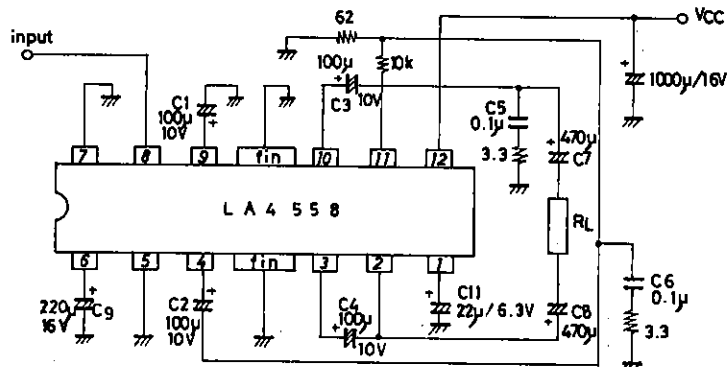 62
VCC
input
100μ
10k
1000μ/16V
C1
100μ
10V
C3
10V
C5
0.1μ
470μ
C7
3.3
7
8
9
fin
10
11
12
LA4558
RL
6
5
4
fin
3
2
1
220μ
16V
C9
C2
100μ
10V
C4
100μ
10V
C11
22μ/6.3V
C8
470μ
C6
0.1μ
3.3